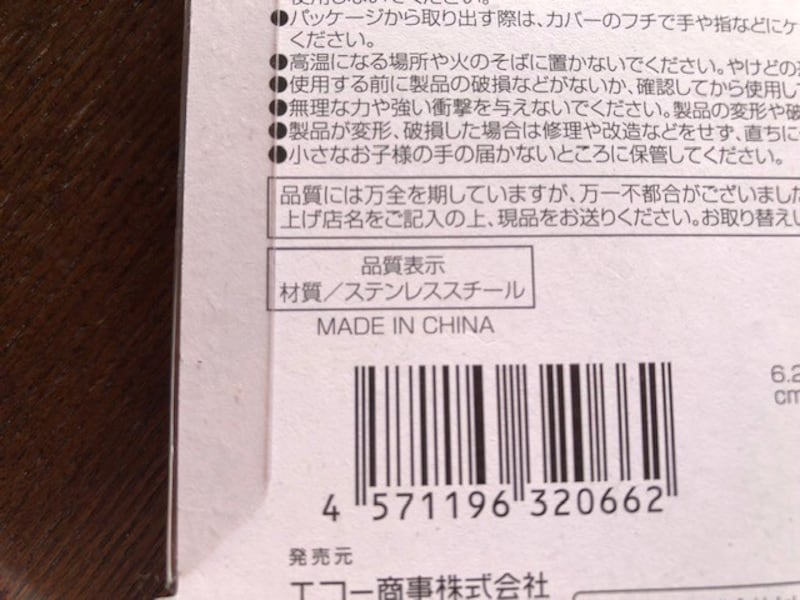 ●パッケージから取り出す際は、カバーのフチで手や指などにケ
ください。
●高温になる場所や火のそばに置かないでください。やけどの
●使用する前に製品の破損などがないか、確認してから使用し
●無理な力や強い衝撃を与えないでください。製品の変形や破
●製品が変形、破損した場合は修理や改造などをせず、直ちに
●小さなお子様の手の届かないところに保管してください。
品質には万全を期していますが、万一不都合がございました
上げ店名をご記入の上、現品をお送りください。お取り替えい
品質表示
材質/ステンレススチール
MADE IN CHINA
6.2
cm
4 571196 320662
発売元
エコー商事株式会社